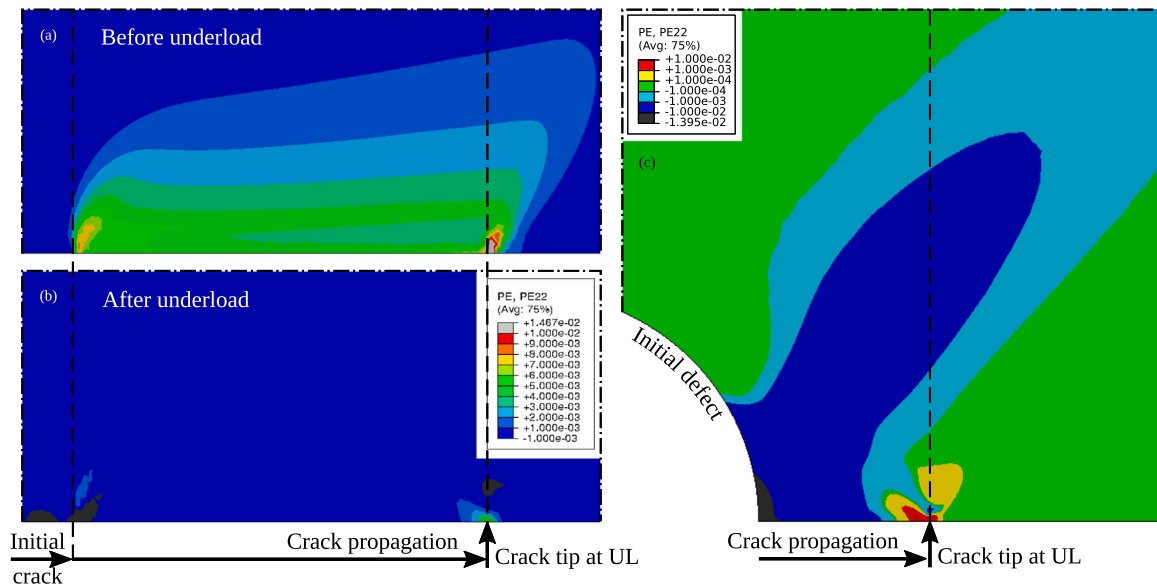 (a)
Before underload
(b)
After underload
PE, PE22
(Avg: 75%)
+1.467e-02
+1.000e-02
+9.000e-03
+8.000e-03
+7.000e-03
+6.000e-03
+5.000e-03
+4.000e-03
+3.000e-03
+2.000e-03
+1.000e-03
-1.000e-03
Initial
crack
Crack propagation
Crack tip at UL
PE, PE22
(Avg: 75%)
+1.000e-02
+1.000e-03
+1.000e-04
-1.000e-04
-1.000e-03
-1.000e-02
-1.395e-02
(c)
Initial defect
Crack propagation
Crack tip at UL